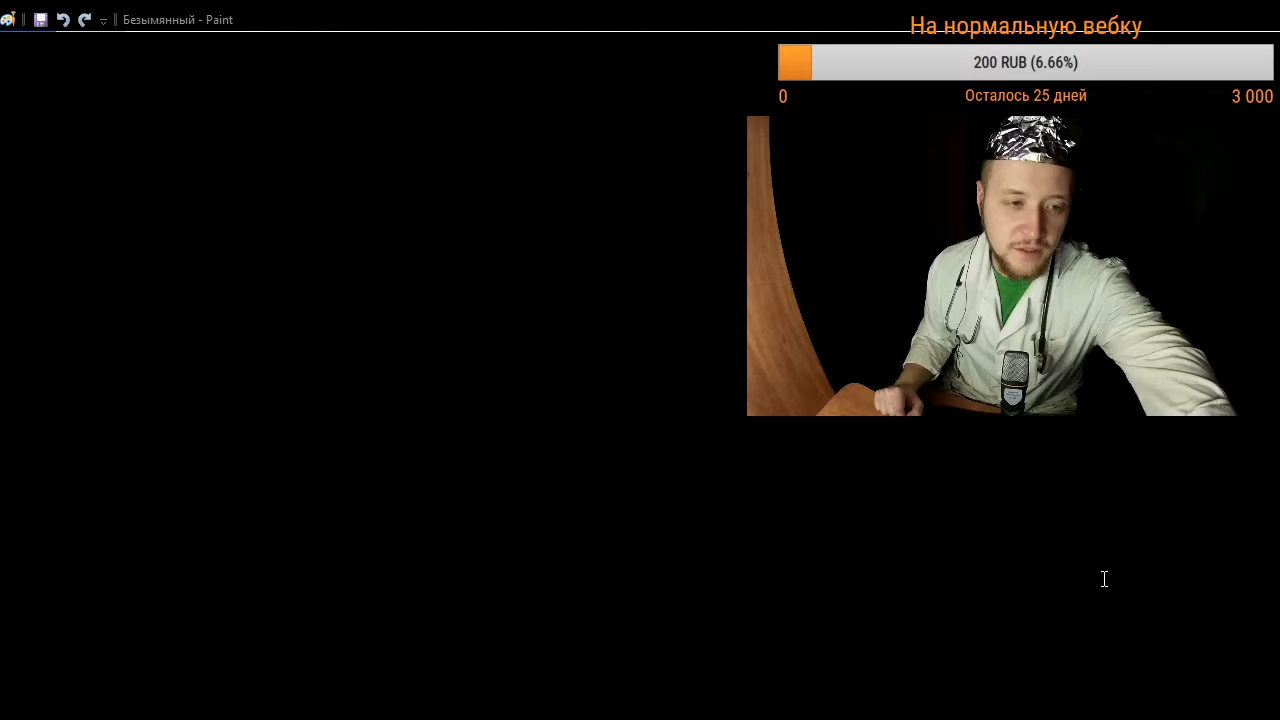 Безымянный - Paint
На нормальную вебку
200 RUB (6.66%)
0
Осталось 25 дней
3 000